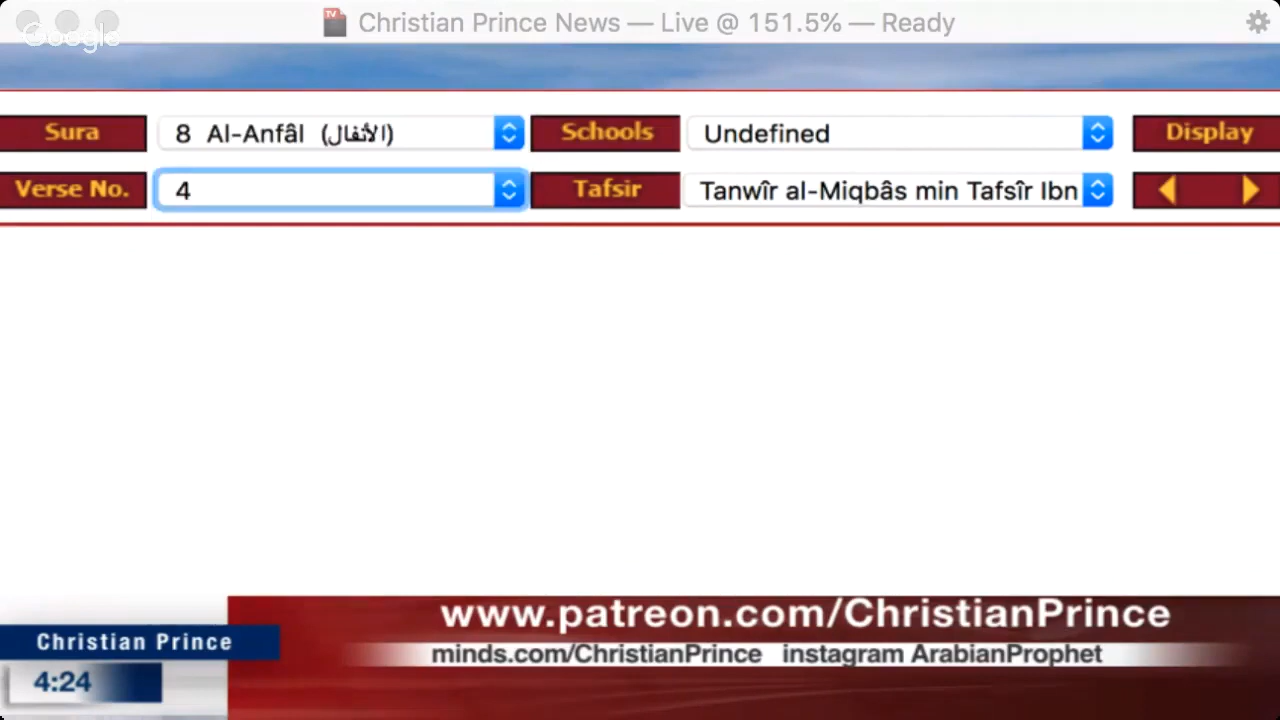 Christian Prince News — Live @ 151.5% — Ready
Google
Sura 8 Al-Anfâl (الأنفال) Schools Undefined Display
Verse No. 4 Tafsir Tanwîr al-Miqbâs min Tafsîr Ibn
www.patreon.com/ChristianPrince
Christian Prince
minds.com/ChristianPrince instagram ArabianProphet
4:24